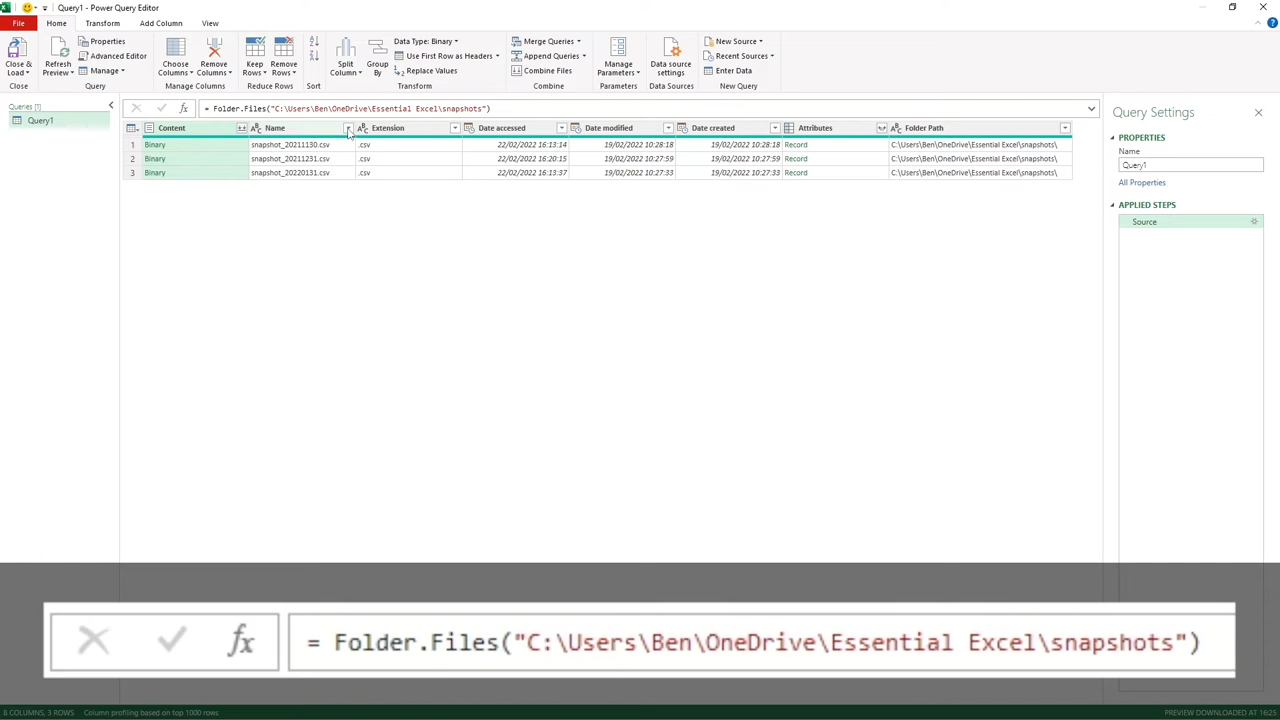 Query1 - Power Query Editor
File Home Transform Add Column View
Close & Load
Close
Refresh Preview
Properties
Advanced Editor
Manage
Query
Choose Columns
Remove Columns
Manage Columns
Keep Rows
Remove Rows
Reduce Rows
Sort
Split Column
Group By
Data Type: Binary
Use First Row as Headers
Replace Values
Transform
Merge Queries
Append Queries
Combine Files
Combine
Manage Parameters
Parameters
Data source settings
Data Sources
New Source
Recent Sources
Enter Data
New Query
Queries [1]
Query1
fx = Folder.Files("C:\Users\Ben\OneDrive\Essential Excel\snapshots")
Content Name Extension Date accessed Date modified Date created Attributes Folder Path
1 Binary snapshot_20211130.csv .csv 22/02/2022 16:13:14 19/02/2022 10:28:18 19/02/2022 10:28:18 Record C:\Users\Ben\OneDrive\Essential Excel\snapshots\
2 Binary snapshot_20211231.csv .csv 22/02/2022 16:20:15 19/02/2022 10:27:59 19/02/2022 10:27:59 Record C:\Users\Ben\OneDrive\Essential Excel\snapshots\
3 Binary snapshot_20220131.csv .csv 22/02/2022 16:13:37 19/02/2022 10:27:33 19/02/2022 10:27:33 Record C:\Users\Ben\OneDrive\Essential Excel\snapshots\
Query Settings
PROPERTIES
Name
Query1
All Properties
APPLIED STEPS
Source
fx = Folder.Files("C:\Users\Ben\OneDrive\Essential Excel\snapshots")
8 COLUMNS, 3 ROWS Column profiling based on top 1000 rows PREVIEW DOWNLOADED AT 16:25